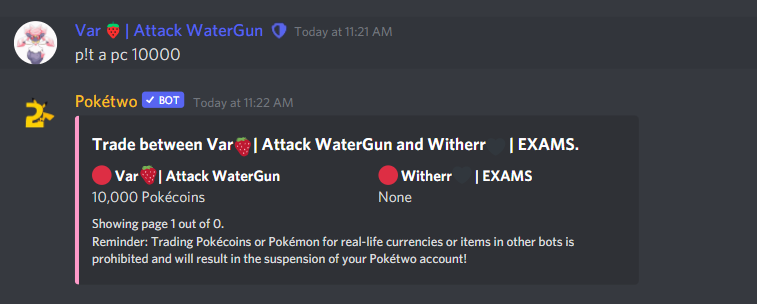 Var 🍓 | Attack WaterGun Today at 11:21 AM
p!t a pc 10000
Pokétwo ✓ BOT Today at 11:22 AM
Trade between Var🍓| Attack WaterGun and Witherr🖤 | EXAMS.
🔴 Var🍓| Attack WaterGun
10,000 Pokécoins
🔴 Witherr🖤 | EXAMS
None
Showing page 1 out of 0.
Reminder: Trading Pokécoins or Pokémon for real-life currencies or items in other bots is
prohibited and will result in the suspension of your Pokétwo account!